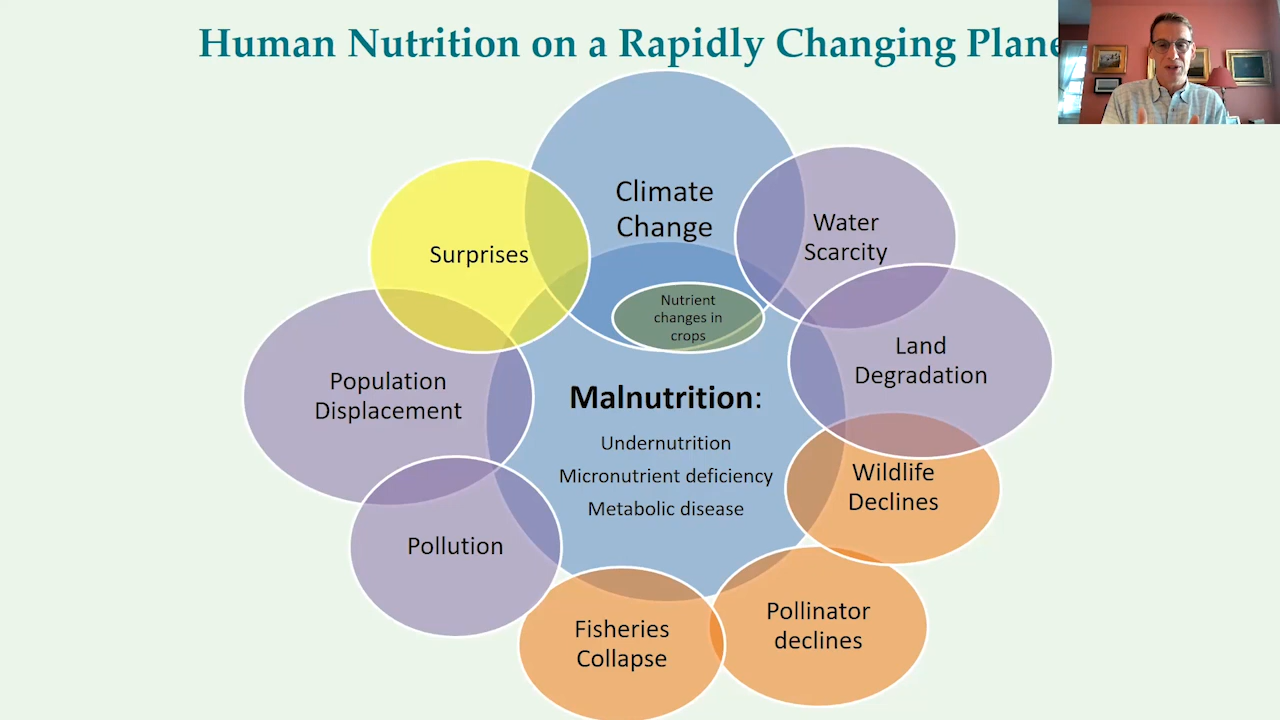 Human Nutrition on a Rapidly Changing Plane
Climate
Change
Water
Scarcity
Surprises
Nutrient
changes in
crops
Land
Degradation
Population
Displacement
Malnutrition:
Undernutrition
Micronutrient deficiency
Metabolic disease
Wildlife
Declines
Pollution
Pollinator
declines
Fisheries
Collapse